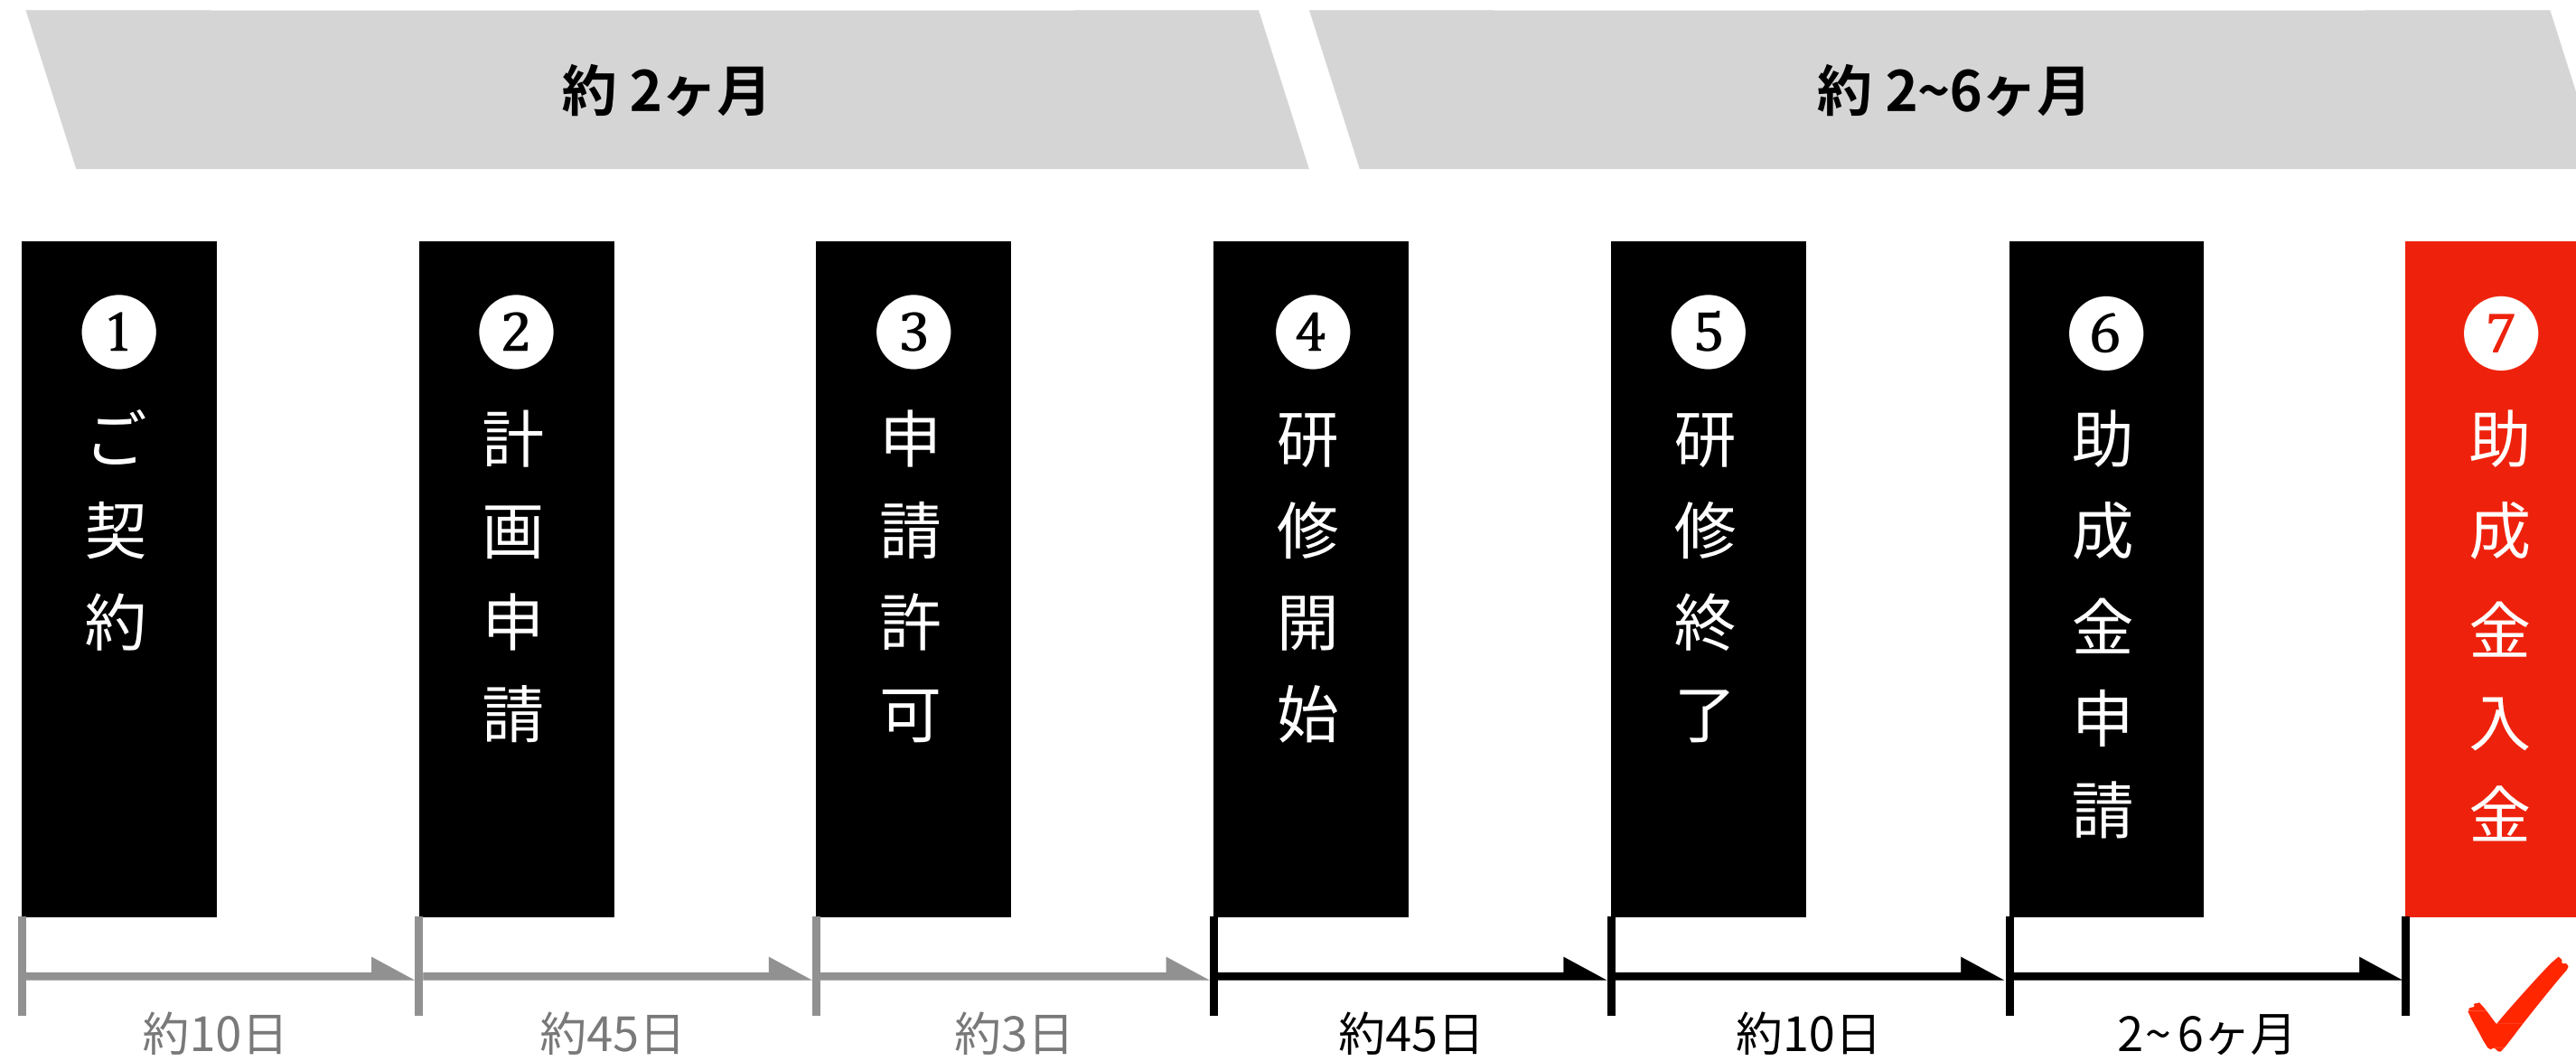 約 2ヶ月
約 2~6ヶ月
1
ご契約
2
計画申請
3
申請許可
4
研修開始
5
研修終了
6
助成金申請
7
助成金入金
約10日
約45日
約3日
約45日
約10日
2~6ヶ月